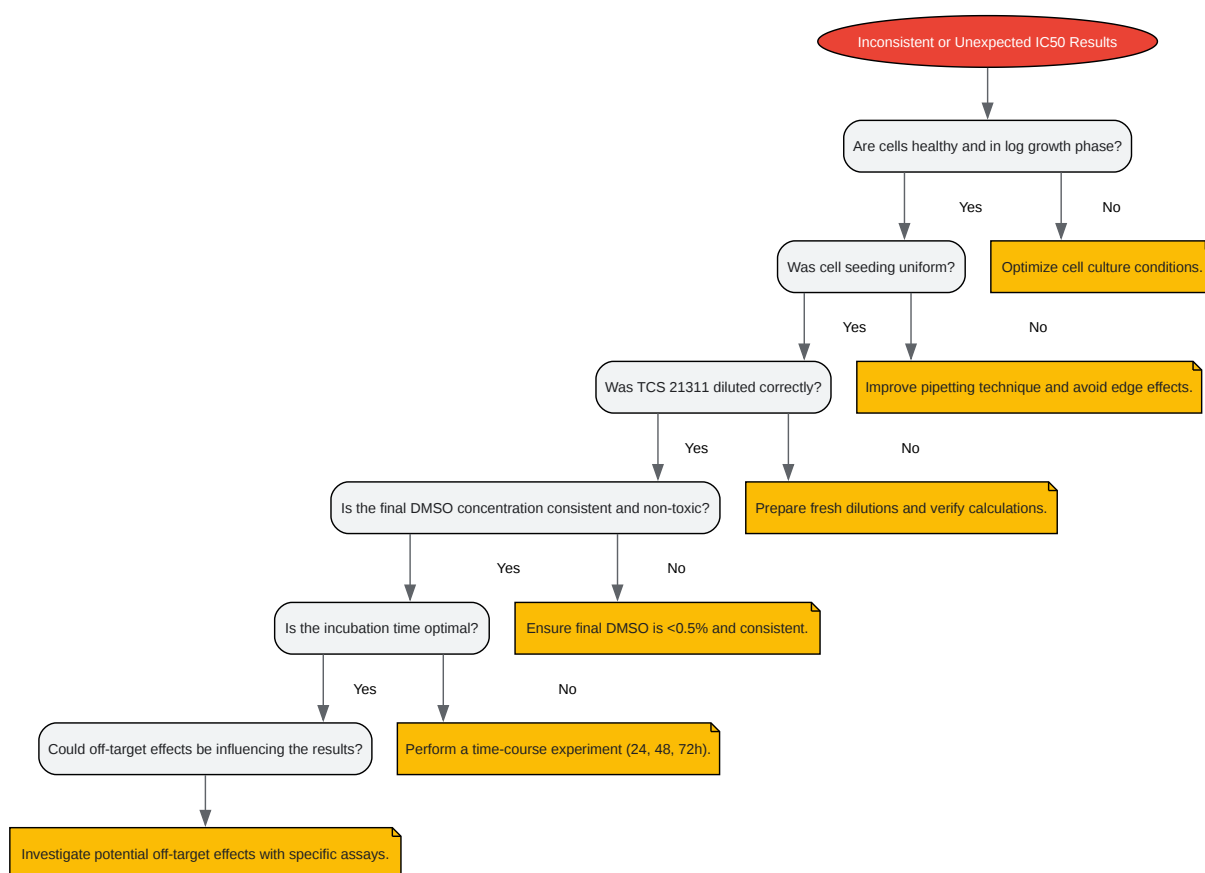 Inconsistent or Unexpected IC50 Results
Are cells healthy and in log growth phase?
Yes
No
Was cell seeding uniform?
Optimize cell culture conditions.
Yes
No
Was TCS 21311 diluted correctly?
Improve pipetting technique and avoid edge effects.
Yes
No
Is the final DMSO concentration consistent and non-toxic?
Prepare fresh dilutions and verify calculations.
Yes
No
Is the incubation time optimal?
Ensure final DMSO is <0.5% and consistent.
Yes
No
Could off-target effects be influencing the results?
Perform a time-course experiment (24, 48, 72h).
Investigate potential off-target effects with specific assays.